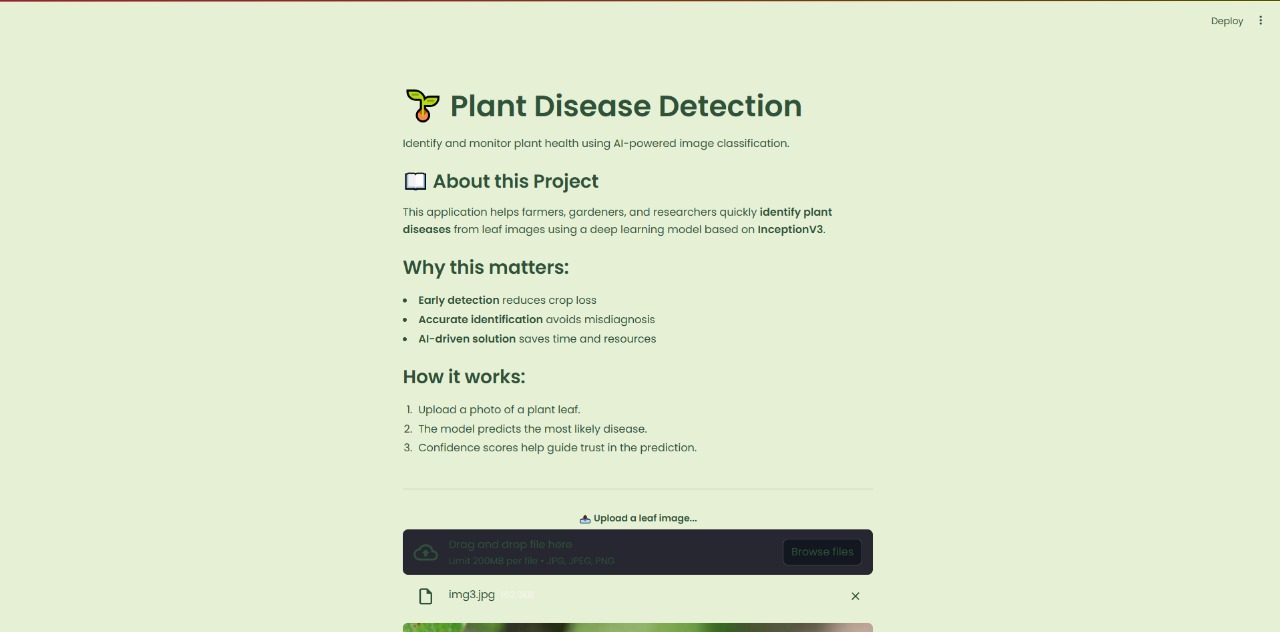 Deploy
Plant Disease Detection
Identify and monitor plant health using AI-powered image classification.
About this Project
This application helps farmers, gardeners, and researchers quickly identify plant
diseases from leaf images using a deep learning model based on InceptionV3.
Why this matters:
• Early detection reduces crop loss
• Accurate identification avoids misdiagnosis
• AI-driven solution saves time and resources
How it works:
1. Upload a photo of a plant leaf.
2. The model predicts the most likely disease.
3. Confidence scores help guide trust in the prediction.
Upload a leaf image...
Drag and drop file here
Limit 200MB per file • JPG, JPEG, PNG
Browse files
img3.jpg